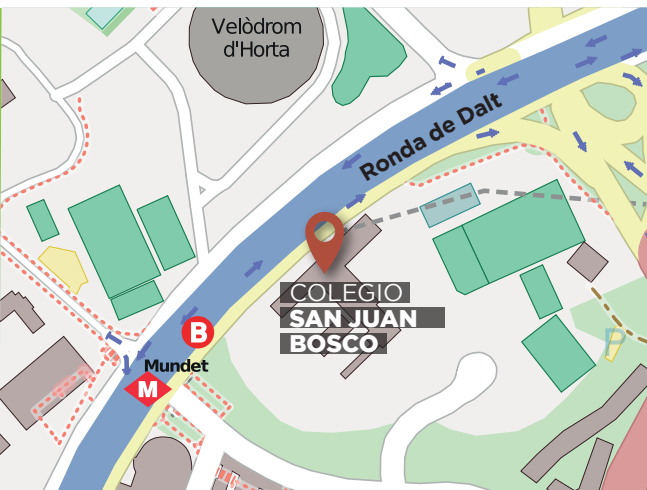 Velòdrom
d'Horta
Ronda de Dalt
COLEGIO
SAN JUAN
BOSCO
B
Mundet
M
P